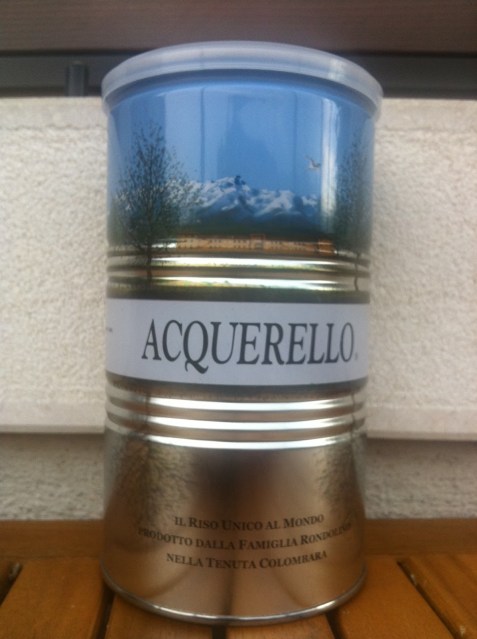 ACQUERELLO
IL RISO UNICO AL MONDO
PRODOTTO DALLA FAMIGLIA RONDOLINO
NELLA TENUTA COLOMBARA